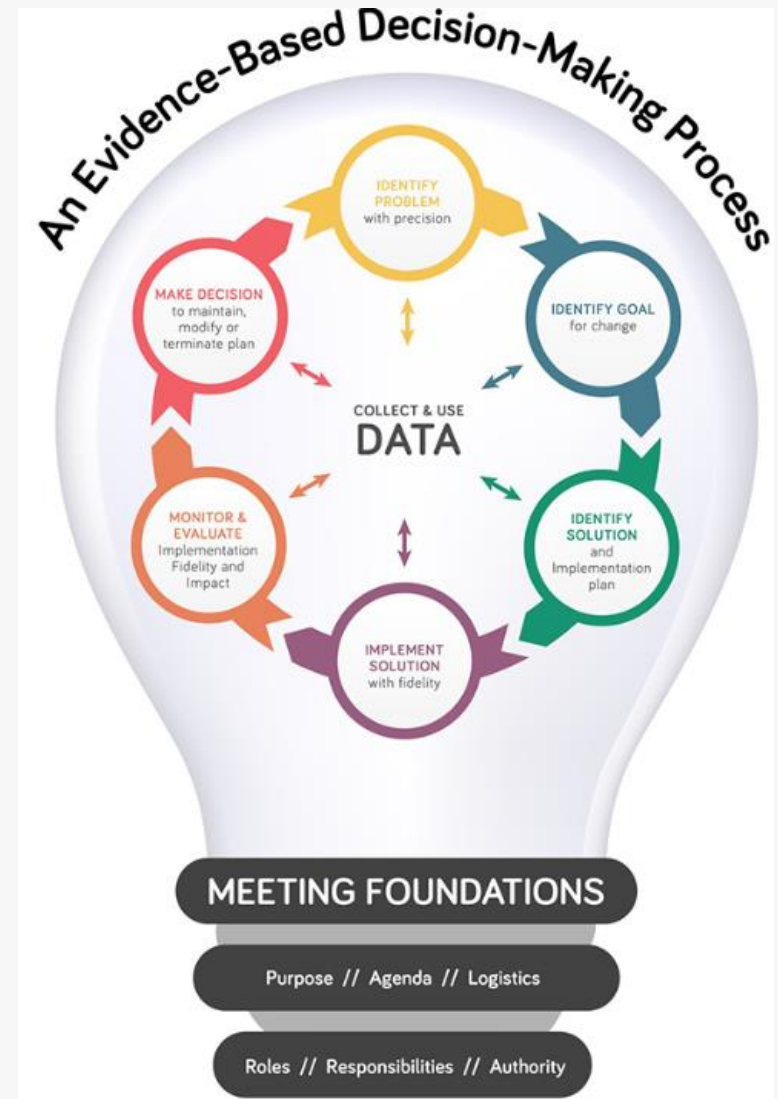 An Evidence-Based Decision-Making Process
IDENTIFY
PROBLEM
with precision
IDENTIFY GOAL
for change
IDENTIFY
SOLUTION
and
Implementation
plan
IMPLEMENT
SOLUTION
with fidelity
MONITOR &
EVALUATE
Implementation
Fidelity and
Impact
MAKE DECISION
to maintain,
modify or
terminate plan
COLLECT & USE
DATA
MEETING FOUNDATIONS
Purpose // Agenda // Logistics
Roles // Responsibilities // Authority